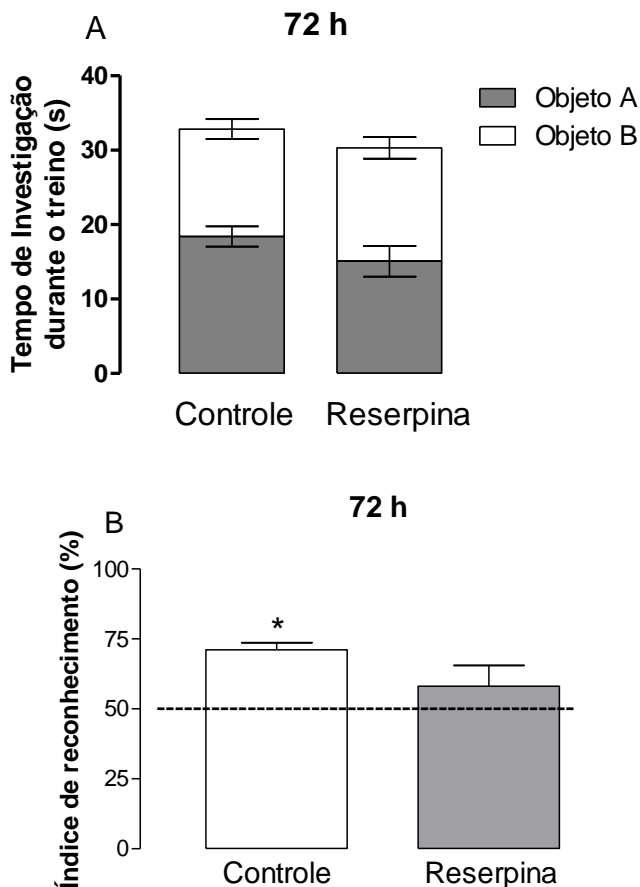 A
72 h
Tempo de Investigação
durante o treino (s)
40
30
20
10
0
Objeto A
Objeto B
Controle
Reserpina
B
72 h
Índice de reconhecimento (%)
100
75
50
25
0
*
Controle
Reserpina